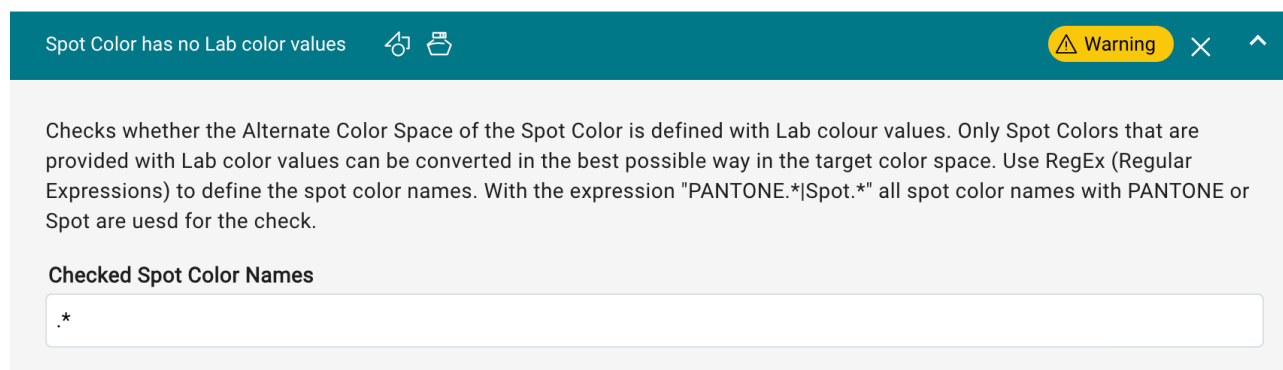 Spot Color has no Lab color values
Warning
Checks whether the Alternate Color Space of the Spot Color is defined with Lab colour values. Only Spot Colors that are
provided with Lab color values can be converted in the best possible way in the target color space. Use RegEx (Regular
Expressions) to define the spot color names. With the expression "PANTONE.*|Spot.*" all spot color names with PANTONE or
Spot are uesd for the check.
Checked Spot Color Names
.*